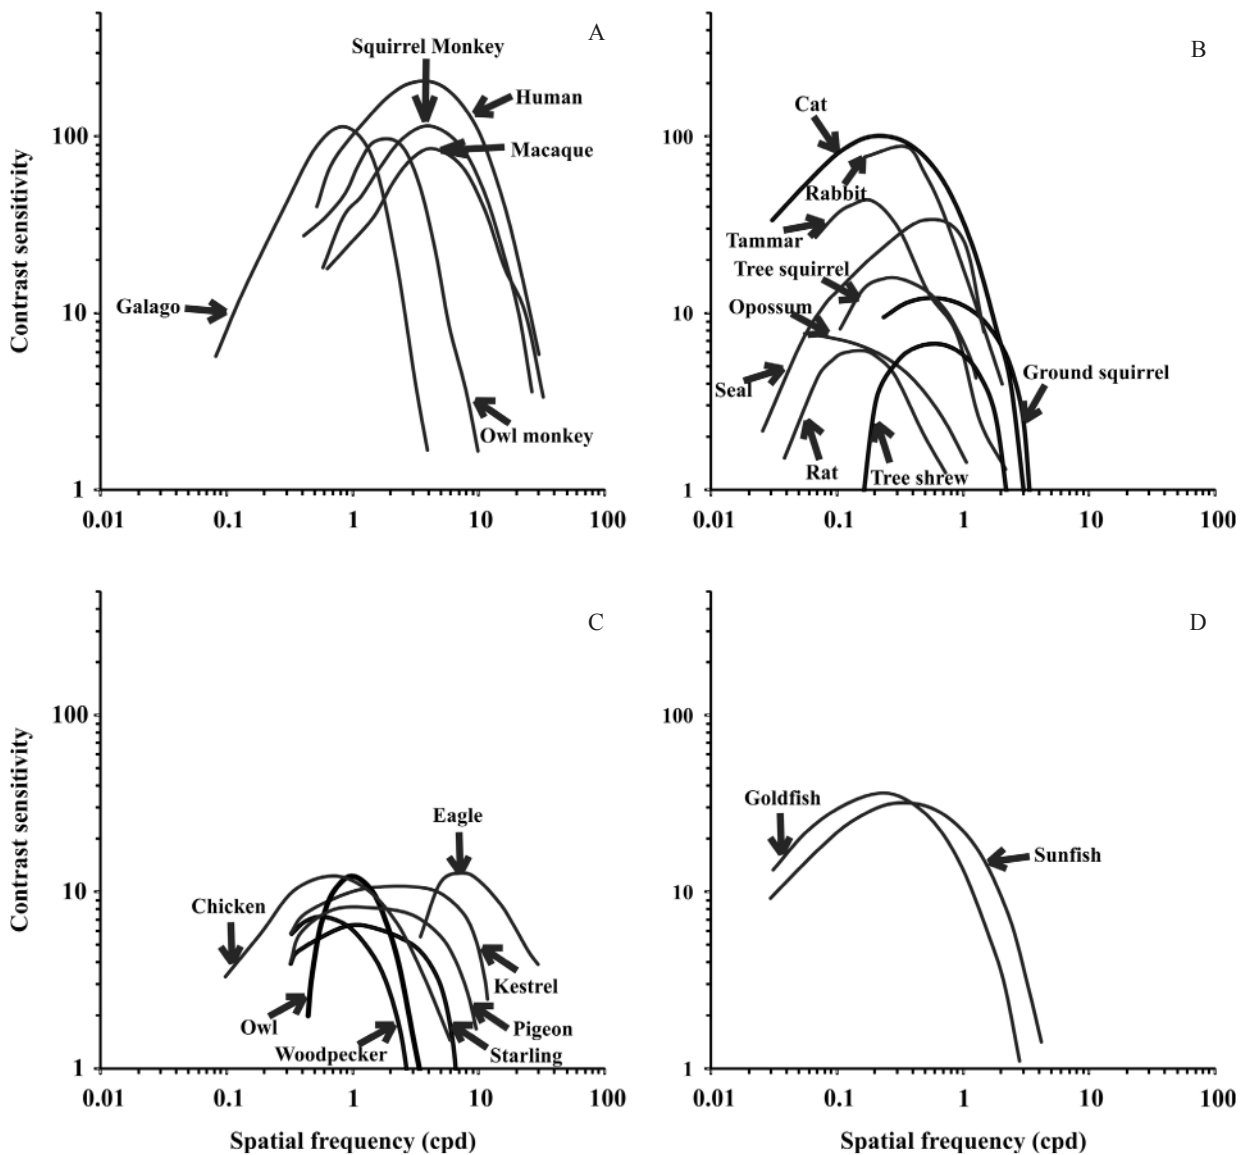 A
Squirrel Monkey
Human
100
Macaque
Contrast sensitivity
Galago
10
Owl monkey
1
0.01 0.1 1 10 100
B
Cat
100
Rabbit
Tammar
Tree squirrel
Opossum
10
Ground squirrel
Seal
Rat
Tree shrew
1
0.01 0.1 1 10 100
C
100
Contrast sensitivity
Eagle
10
Chicken
Kestrel
Owl
Pigeon
Woodpecker
Starling
1
0.01 0.1 1 10 100
Spatial frequency (cpd)
D
100
Goldfish
Sunfish
10
1
0.01 0.1 1 10 100
Spatial frequency (cpd)